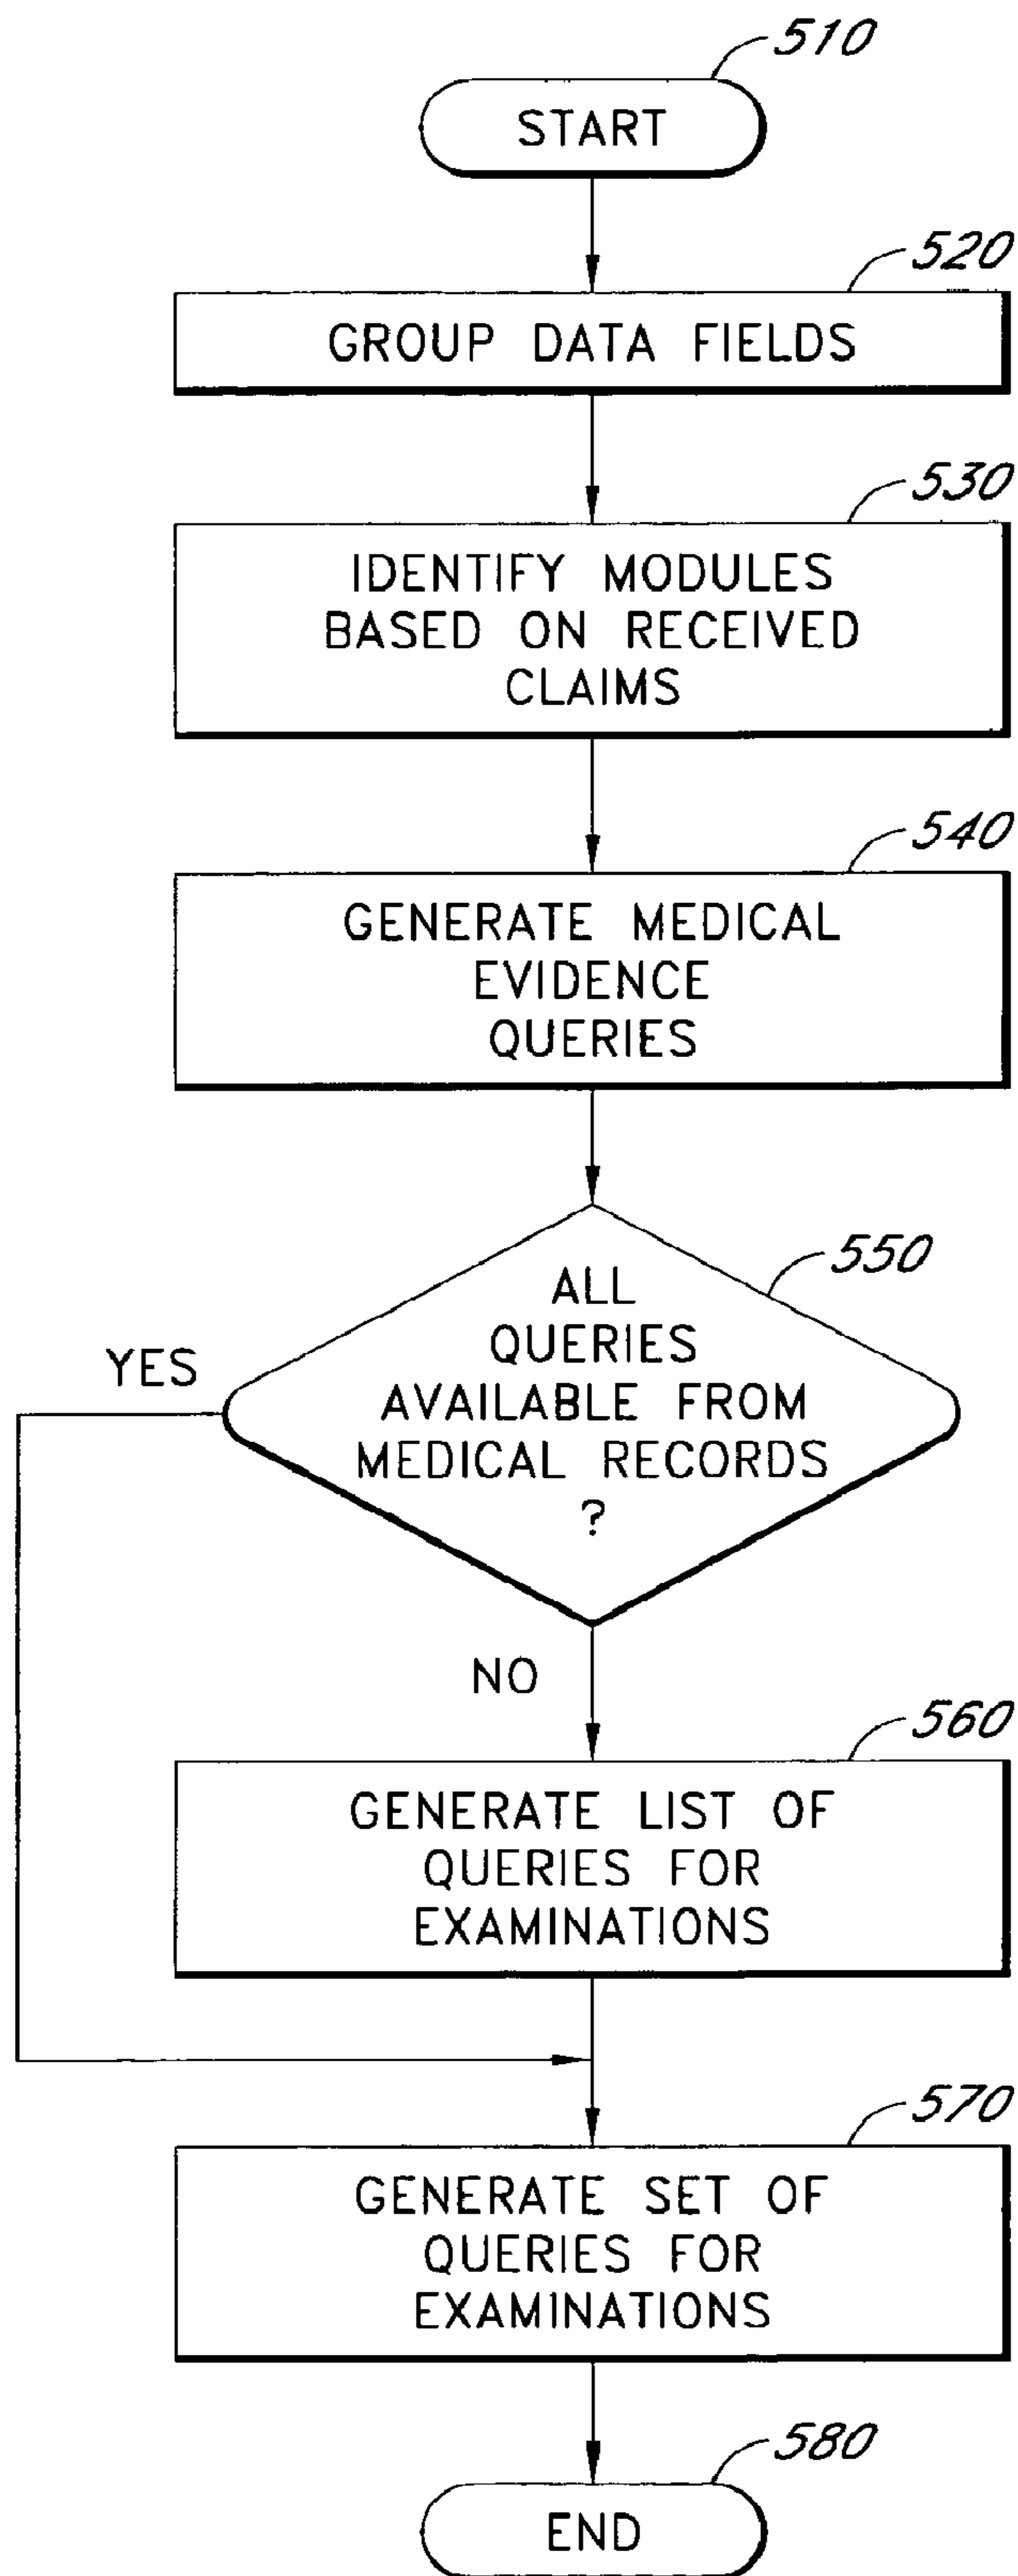 510
START
520
GROUP DATA FIELDS
530
IDENTIFY MODULES
BASED ON RECEIVED
CLAIMS
540
GENERATE MEDICAL
EVIDENCE
QUERIES
550
ALL
QUERIES
AVAILABLE FROM
MEDICAL RECORDS
?
YES
NO
560
GENERATE LIST OF
QUERIES FOR
EXAMINATIONS
570
GENERATE SET OF
QUERIES FOR
EXAMINATIONS
580
END